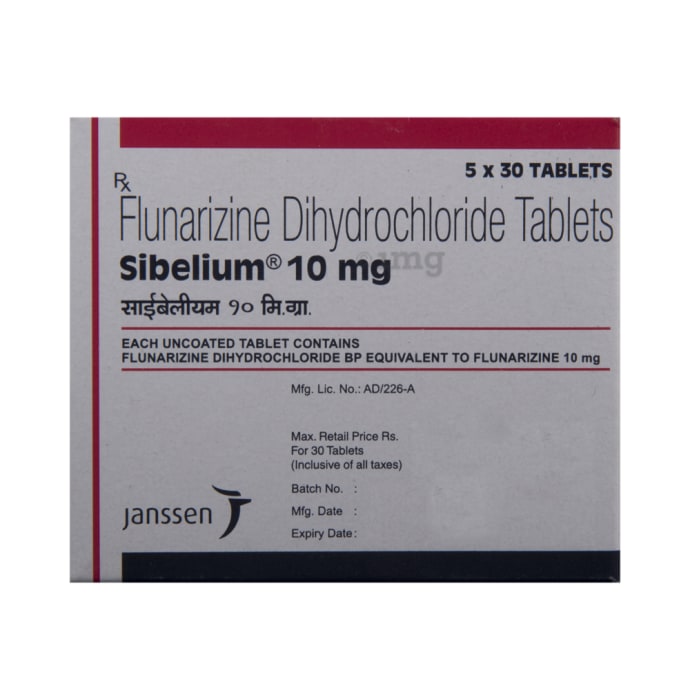 5 x 30 TABLETS
Rx
Flunarizine Dihydrochloride Tablets
Sibelium® 10 mg
1mg
साईबेलीयम १० मि.ग्रा.
EACH UNCOATED TABLET CONTAINS
FLUNARIZINE DIHYDROCHLORIDE BP EQUIVALENT TO FLUNARIZINE 10 mg
Mfg. Lic. No.: AD/226-A
Max. Retail Price Rs.
For 30 Tablets
(Inclusive of all taxes)
Batch No. :
Mfg. Date :
Expiry Date:
janssen